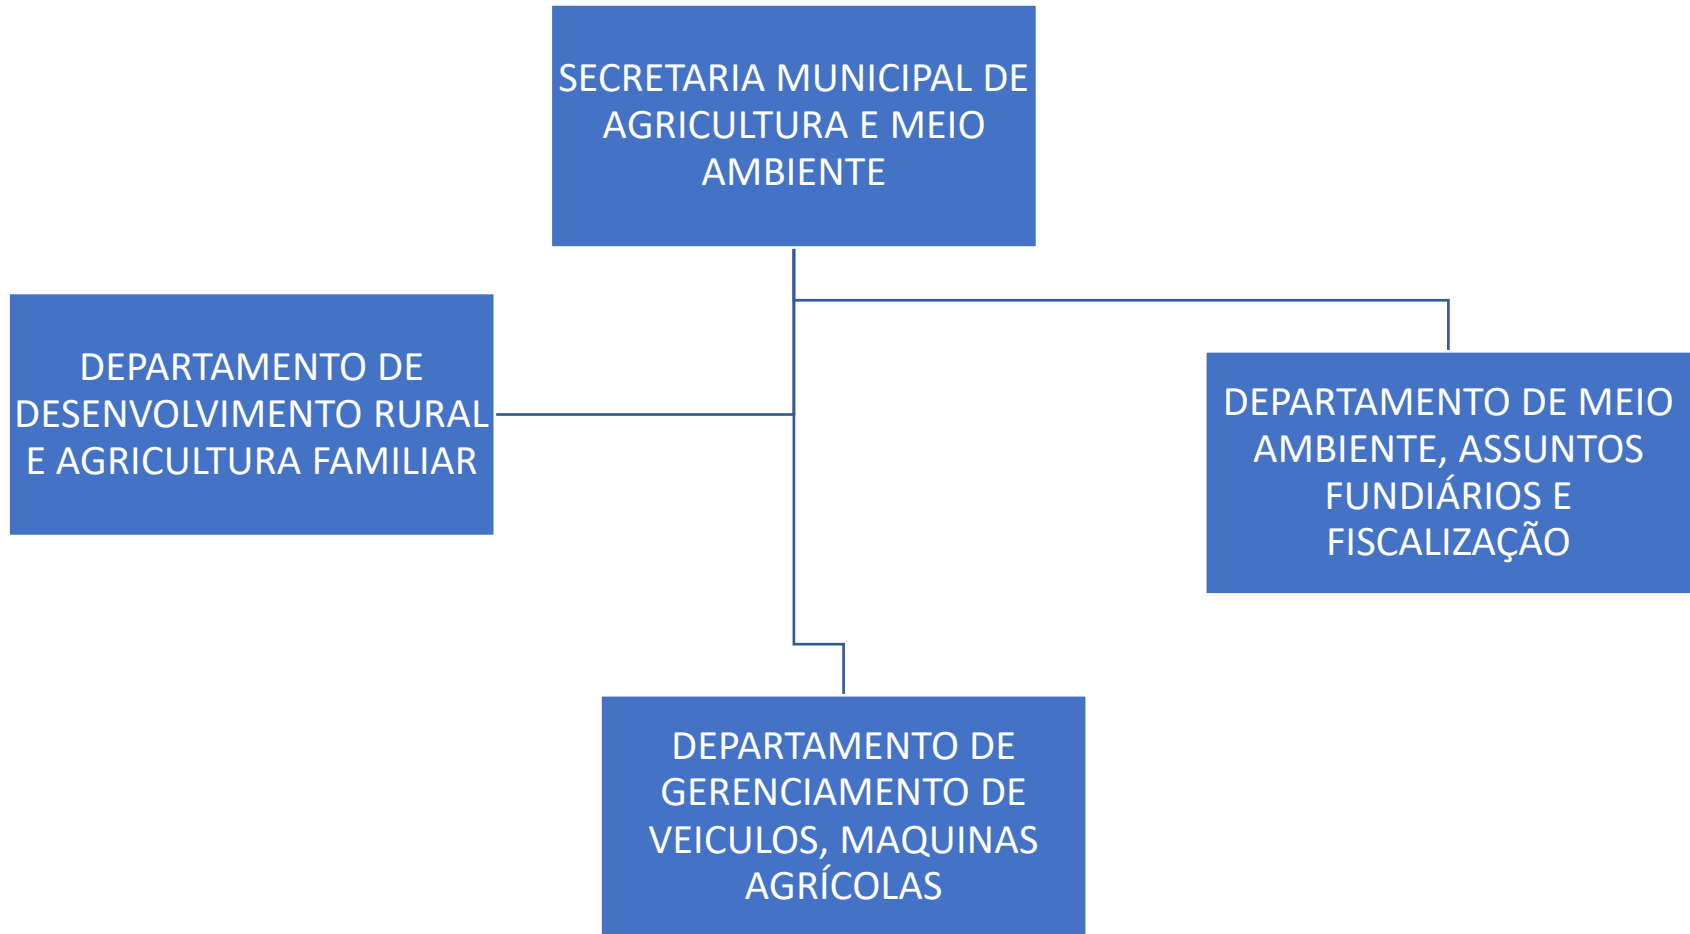 SECRETARIA MUNICIPAL DE
AGRICULTURA E MEIO
AMBIENTE
DEPARTAMENTO DE
DESENVOLVIMENTO RURAL
E AGRICULTURA FAMILIAR
DEPARTAMENTO DE MEIO
AMBIENTE, ASSUNTOS
FUNDIÁRIOS E
FISCALIZAÇÃO
DEPARTAMENTO DE
GERENCIAMENTO DE
VEICULOS, MAQUINAS
AGRÍCOLAS